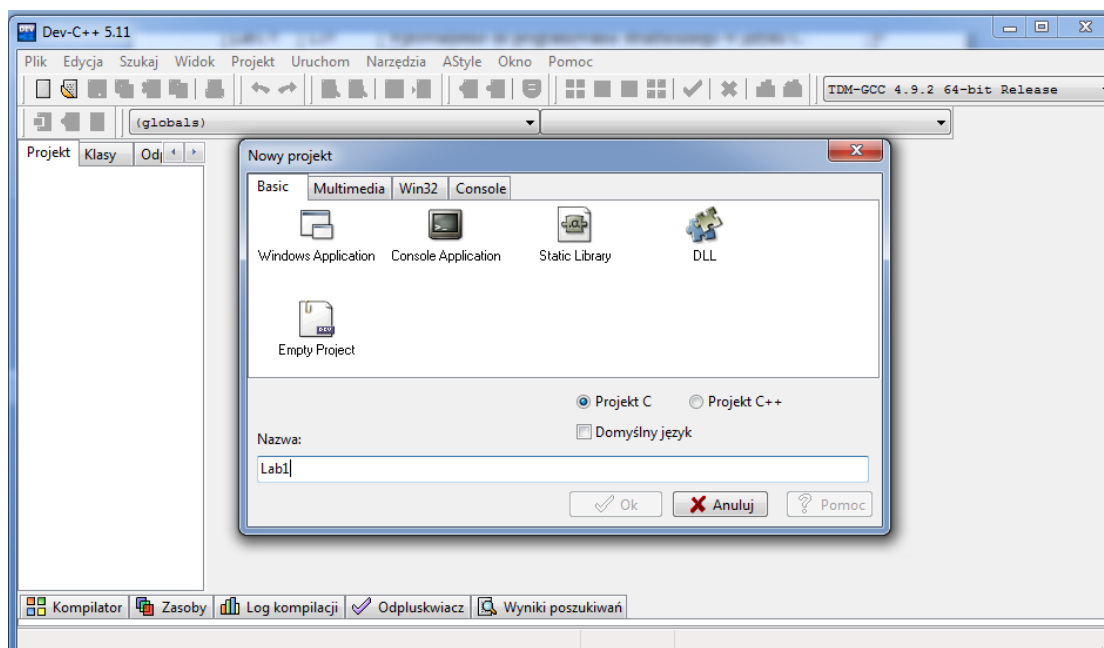 Dev-C++ 5.11
Plik Edycja Szukaj Widok Projekt Uruchom Narzędzia AStyle Okno Pomoc
TDM-GCC 4.9.2 64-bit Release
(globals)
Projekt Klasy
Nowy projekt
Basic Multimedia Win32 Console
Windows Application Console Application Static Library DLL
Empty Project
Projekt C Projekt C++
Domyślny język
Nazwa:
Lab1
Ok Anuluj Pomoc
Kompilator Zasoby Log kompilacji Odpluskwiacz Wyniki poszukiwań